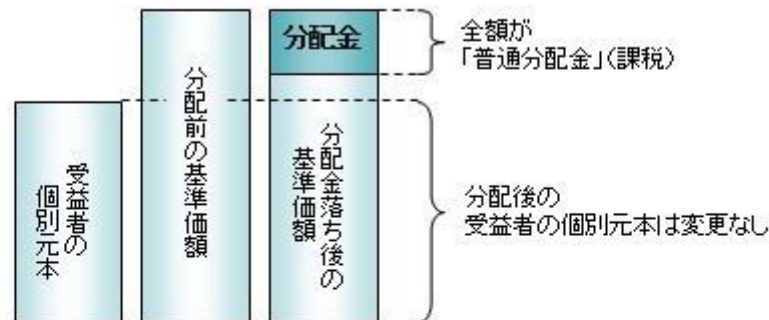 受益者の
個別元本
分配前の基準価額
分配金
分配金落ち後の
基準価額
全額が
「普通分配金」(課税)
分配後の
受益者の個別元本は変更なし